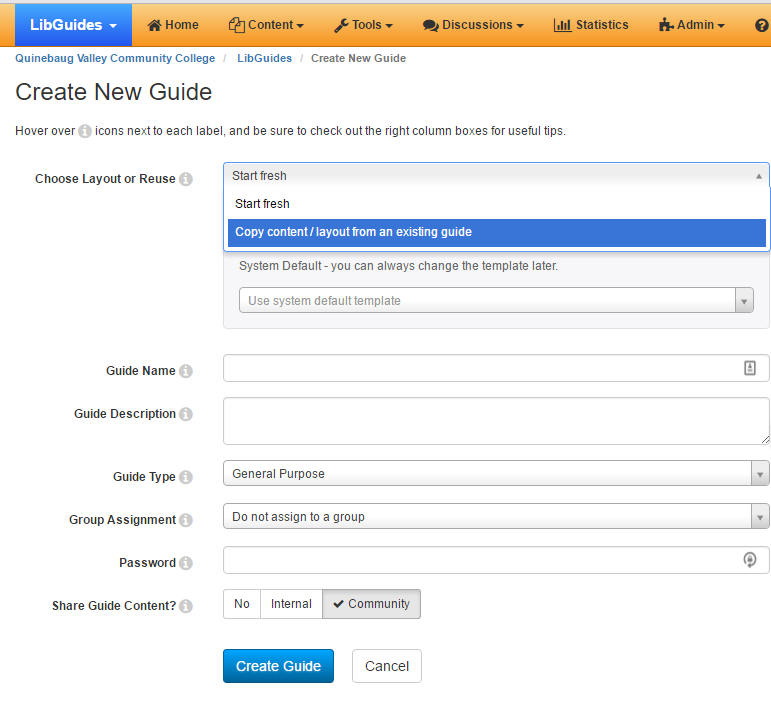 LibGuides Home Content Tools Discussions Statistics Admin
Quinebaug Valley Community College / LibGuides / Create New Guide
Create New Guide
Hover over icons next to each label, and be sure to check out the right column boxes for useful tips.
Choose Layout or Reuse Start fresh
Start fresh
Copy content / layout from an existing guide
System Default - you can always change the template later.
Use system default template
Guide Name
Guide Description
Guide Type General Purpose
Group Assignment Do not assign to a group
Password
Share Guide Content? No Internal Community
Create Guide Cancel